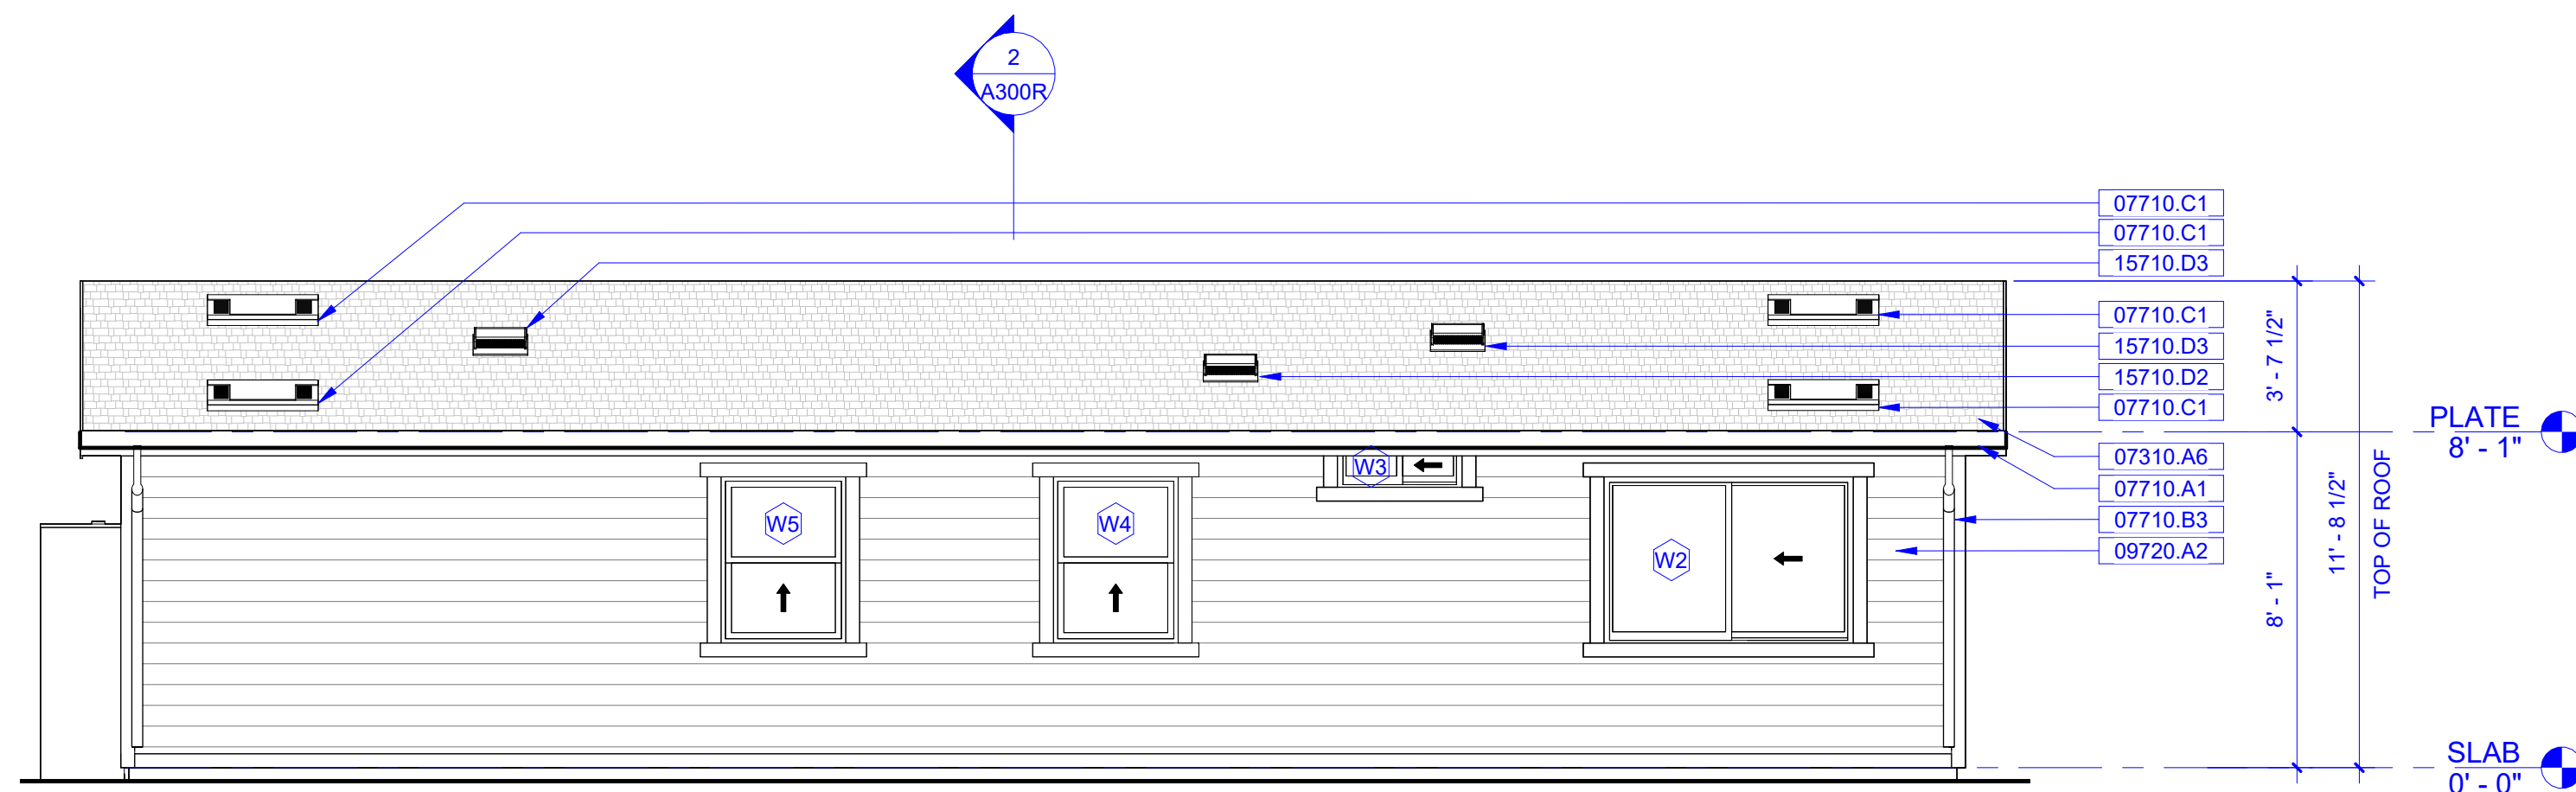 2
A300R
07710.C1
07710.C1
15710.D3
07710.C1
15710.D3
15710.D2
07710.C1
07310.A6
07710.A1
07710.B3
09720.A2
3' - 7 1/2"
8' - 1"
11' - 8 1/2"
TOP OF ROOF
PLATE
8' - 1"
SLAB
0' - 0"
W5
W4
W3
W2